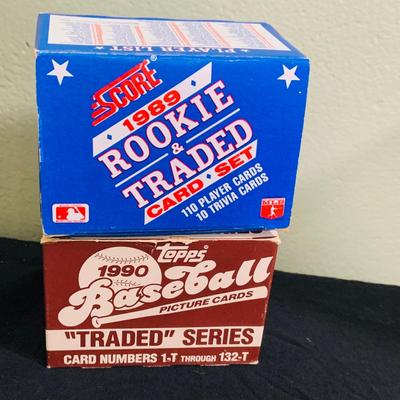 PLAYER LIST
SCORE®
1989
ROOKIE
&
TRADED
CARD SET
110 PLAYER CARDS
10 TRIVIA CARDS
Topps
1990
Baseball
PICTURE CARDS
"TRADED" SERIES
CARD NUMBERS 1-T THROUGH 132-T